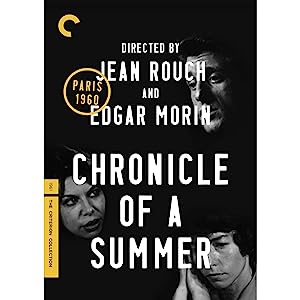 DIRECTED BY
JEAN ROUCH
AND
EDGAR MORIN
PARIS
1960
CHRONICLE
OF A
SUMMER
THE CRITERION COLLECTION